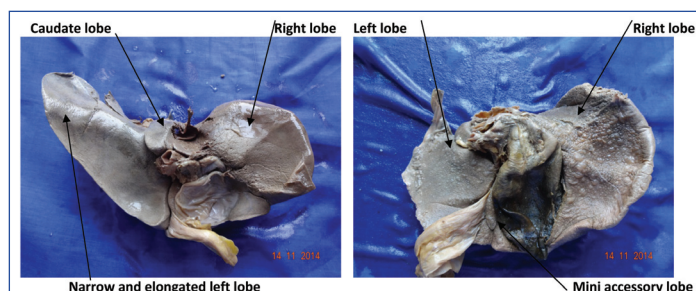 Caudate lobe
Right lobe
Left lobe
Right lobe
14 11 2014
14 11 2014
Narrow and elongated left lobe
Mini accessory lobe